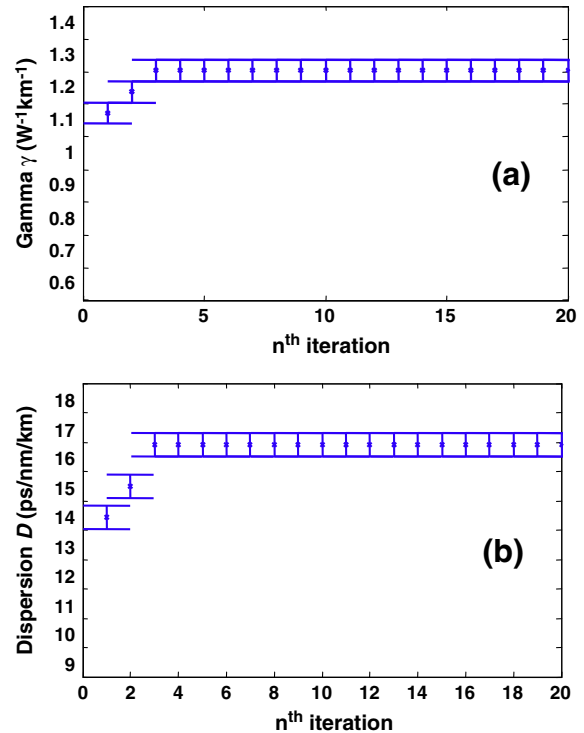 1.4
1.3
1.2
1.1
1
0.9
0.8
0.7
0.6
Gamma γ (W⁻¹km⁻¹)
(a)
0 5 10 15 20
nᵗʰ iteration
18
17
16
15
14
13
12
11
10
9
Dispersion D (ps/nm/km)
(b)
0 2 4 6 8 10 12 14 16 18 20
nᵗʰ iteration